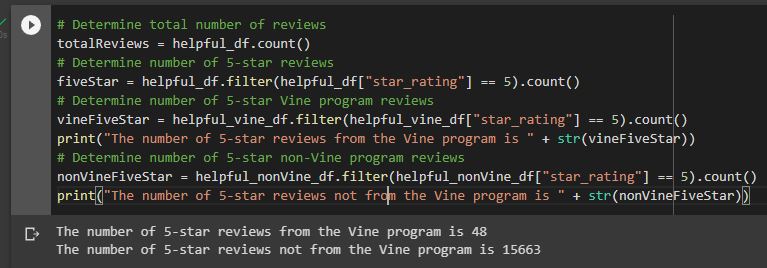 # Determine total number of reviews
totalReviews = helpful_df.count()
# Determine number of 5-star reviews
fiveStar = helpful_df.filter(helpful_df["star_rating"] == 5).count()
# Determine number of 5-star Vine program reviews
vineFiveStar = helpful_vine_df.filter(helpful_vine_df["star_rating"] == 5).count()
print("The number of 5-star reviews from the Vine program is " + str(vineFiveStar))
# Determine number of 5-star non-Vine program reviews
nonVineFiveStar = helpful_nonVine_df.filter(helpful_nonVine_df["star_rating"] == 5).count()
print("The number of 5-star reviews not from the Vine program is " + str(nonVineFiveStar))
The number of 5-star reviews from the Vine program is 48
The number of 5-star reviews not from the Vine program is 15663